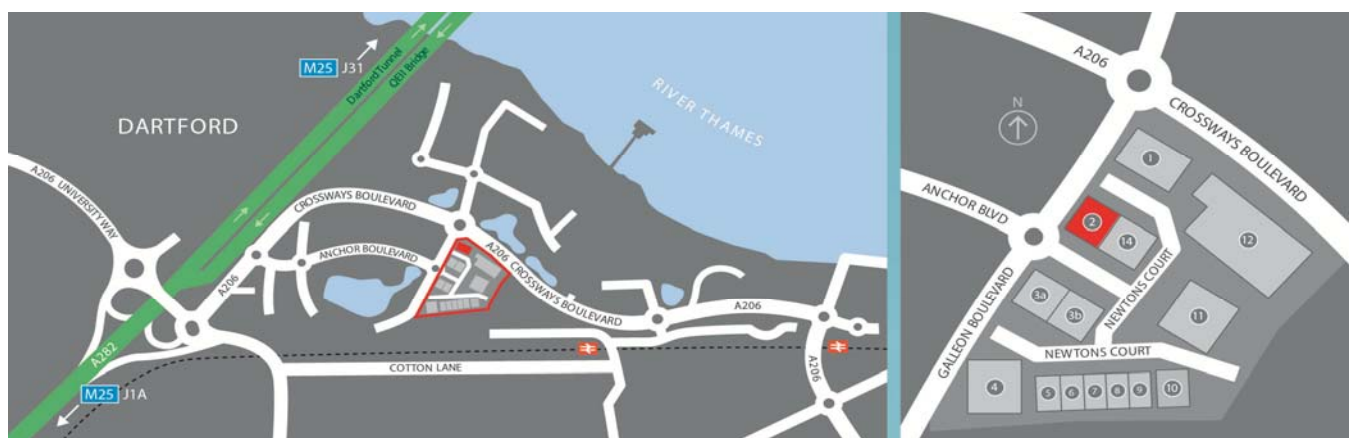 M25 J31
Dartford Tunnel
QEII Bridge
DARTFORD
RIVER THAMES
A206 UNIVERSITY WAY
CROSSWAYS BOULEVARD
ANCHOR BOULEVARD
A206
A206 CROSSWAYS BOULEVARD
A206
A282
COTTON LANE
A206
M25 J1A
A206
CROSSWAYS BOULEVARD
N
ANCHOR BLVD
GALLEON BOULEVARD
NEWTONS COURT
NEWTONS COURT
1
2
14
12
3a
3b
11
4
5
6
7
8
9
10